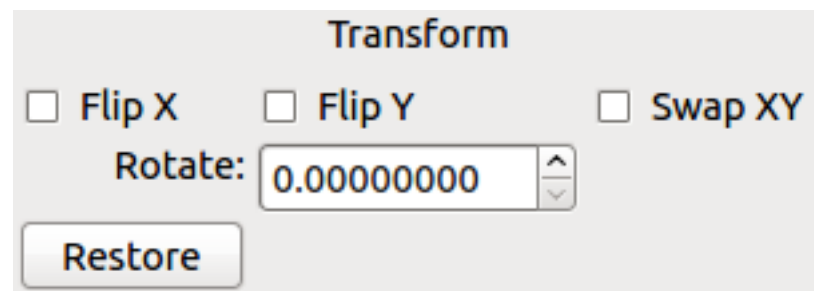 Transform
Flip X Flip Y Swap XY
Rotate: 0.00000000
Restore